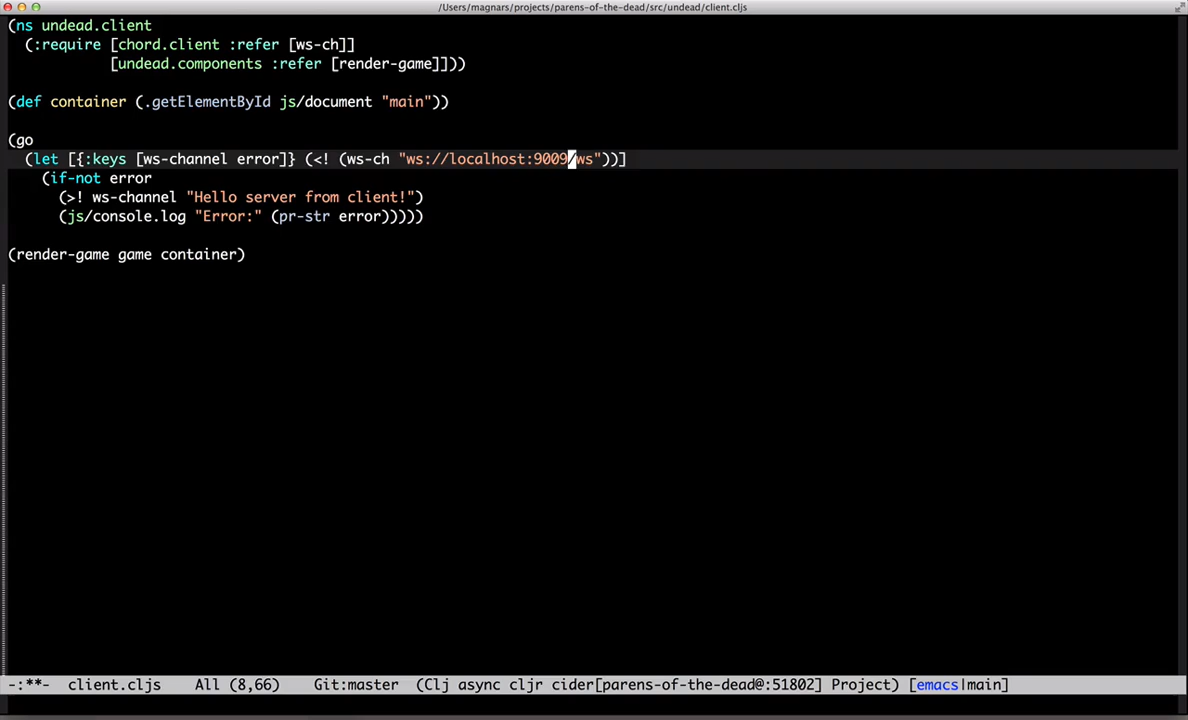 /Users/magnars/projects/parens-of-the-dead/src/undead/client.cljs
(ns undead.client
(:require [chord.client :refer [ws-ch]]
[undead.components :refer [render-game]]))
(def container (.getElementById js/document "main"))
(go
(let [{:keys [ws-channel error]} (<! (ws-ch "ws://localhost:9009/ws"))]
(if-not error
(>! ws-channel "Hello server from client!")
(js/console.log "Error:" (pr-str error)))))
(render-game game container)
-:**-  client.cljs    All (8,66)    Git:master  (Clj async cljr cider[parens-of-the-dead@:51802] Project) [emacs|main]